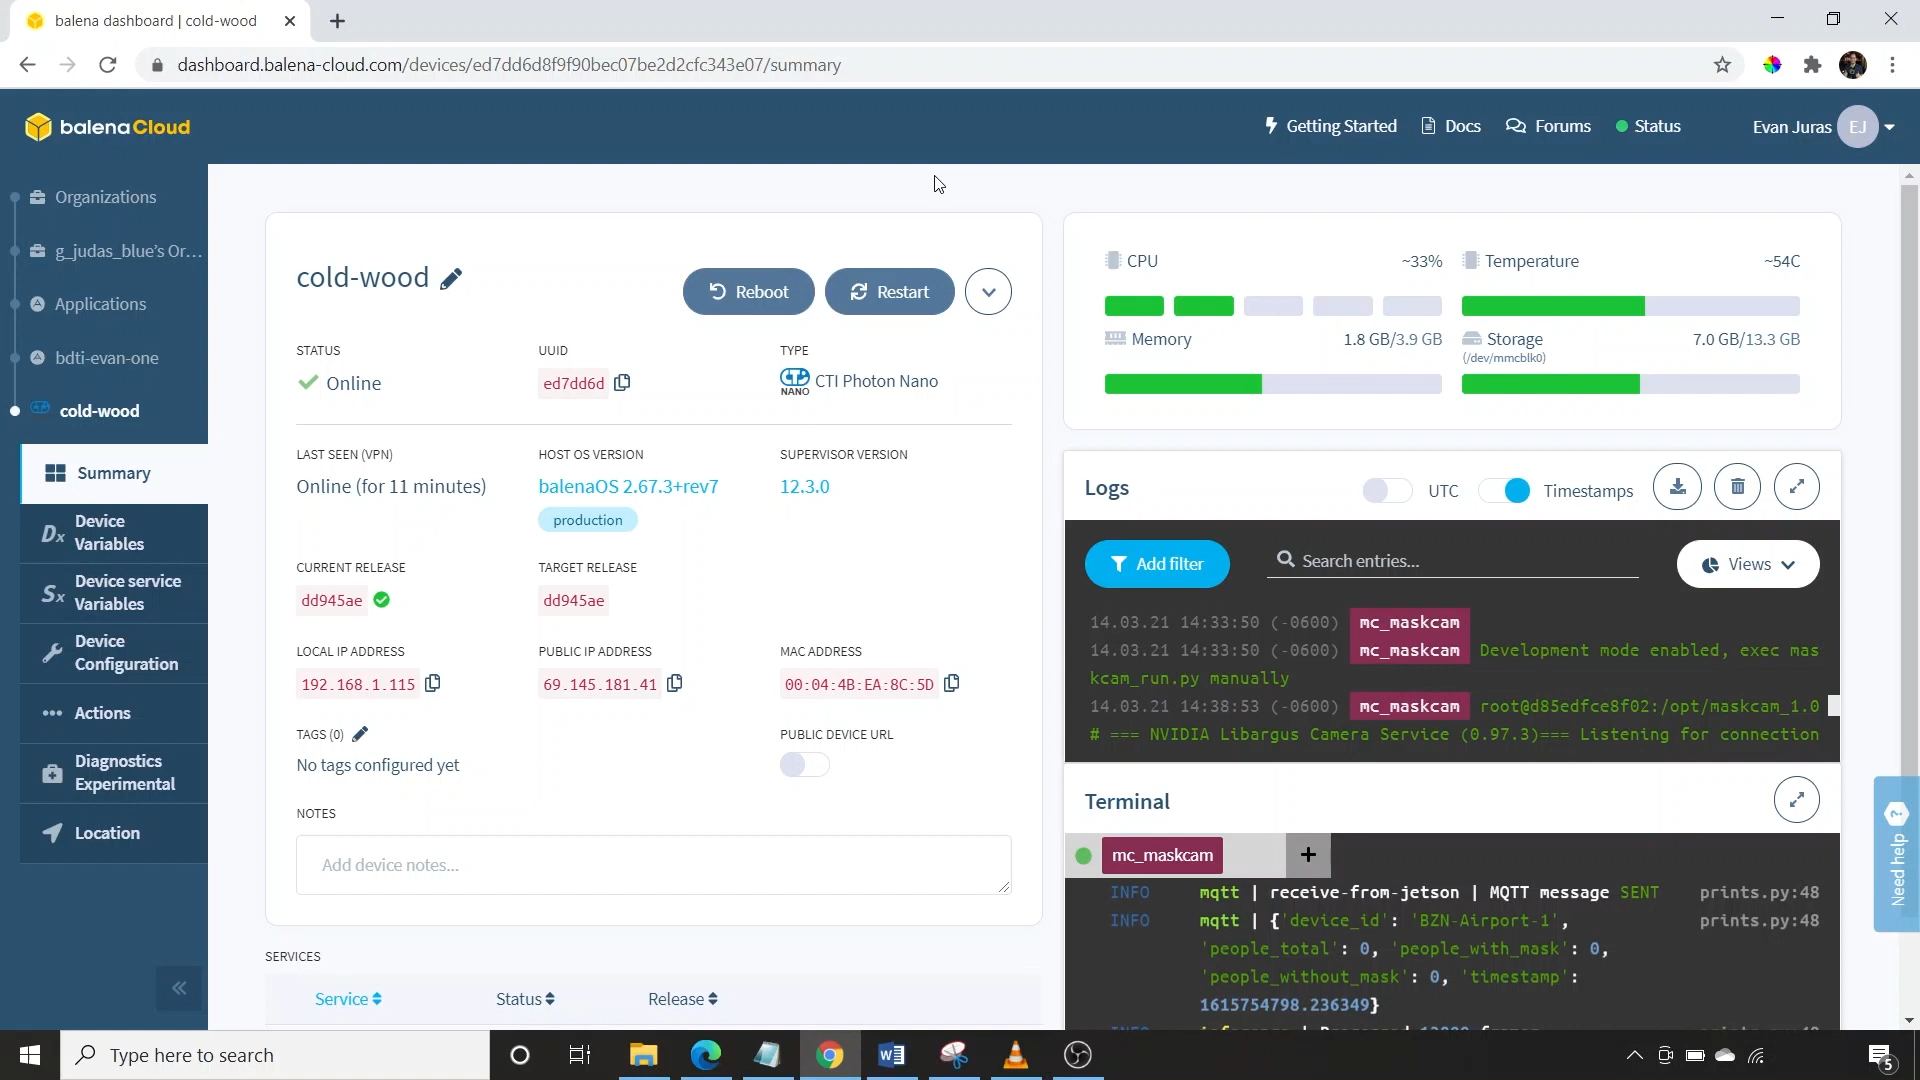 balena dashboard | cold-wood
dashboard.balena-cloud.com/devices/ed7dd6d8f9f90bec07be2d2cfc343e07/summary
balenaCloud
Getting Started
Docs
Forums
Status
Evan Juras
EJ
Organizations
g_judas_blue's Or...
Applications
bdti-evan-one
cold-wood
Summary
Dx Device
Variables
Sx Device service
Variables
Device
Configuration
Actions
Diagnostics
Experimental
Location
cold-wood
Reboot
Restart
STATUS
Online
UUID
ed7dd6d
TYPE
NANO
CTI Photon Nano
LAST SEEN (VPN)
Online (for 11 minutes)
HOST OS VERSION
balenaOS 2.67.3+rev7
production
SUPERVISOR VERSION
12.3.0
CURRENT RELEASE
dd945ae
TARGET RELEASE
dd945ae
LOCAL IP ADDRESS
192.168.1.115
PUBLIC IP ADDRESS
69.145.181.41
MAC ADDRESS
00:04:4B:EA:8C:5D
TAGS (0)
No tags configured yet
PUBLIC DEVICE URL
NOTES
Add device notes...
SERVICES
Service
Status
Release
CPU ~33%
Temperature ~54C
Memory 1.8 GB/3.9 GB
Storage 7.0 GB/13.3 GB
(/dev/mmcblk0)
Logs
UTC
Timestamps
Add filter
Search entries...
Views
14.03.21 14:33:50 (-0600) mc_maskcam
14.03.21 14:33:50 (-0600) mc_maskcam Development mode enabled, exec mas
kcam_run.py manually
14.03.21 14:38:53 (-0600) mc_maskcam root@d85edfce8f02:/opt/maskcam_1.0
# === NVIDIA Libargus Camera Service (0.97.3)=== Listening for connection
Terminal
mc_maskcam
+
INFO mqtt | receive-from-jetson | MQTT message SENT prints.py:48
INFO mqtt | {'device_id': 'BZN-Airport-1', prints.py:48
'people_total': 0, 'people_with_mask': 0,
'people_without_mask': 0, 'timestamp':
1615754798.236349}
Need help
?
Type here to search
5